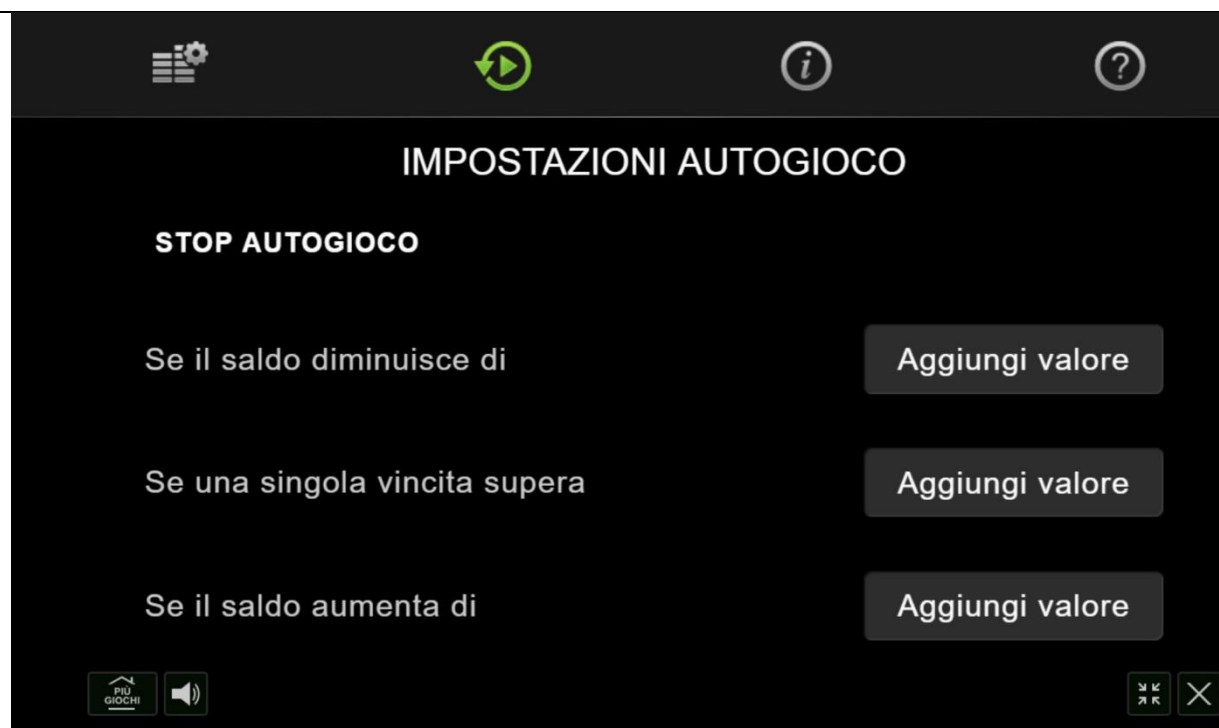 IMPOSTAZIONI AUTOGIOCO
STOP AUTOGIOCO
Se il saldo diminuisce di
Aggiungi valore
Se una singola vincita supera
Aggiungi valore
Se il saldo aumenta di
Aggiungi valore
PIÙ
GIOCHI